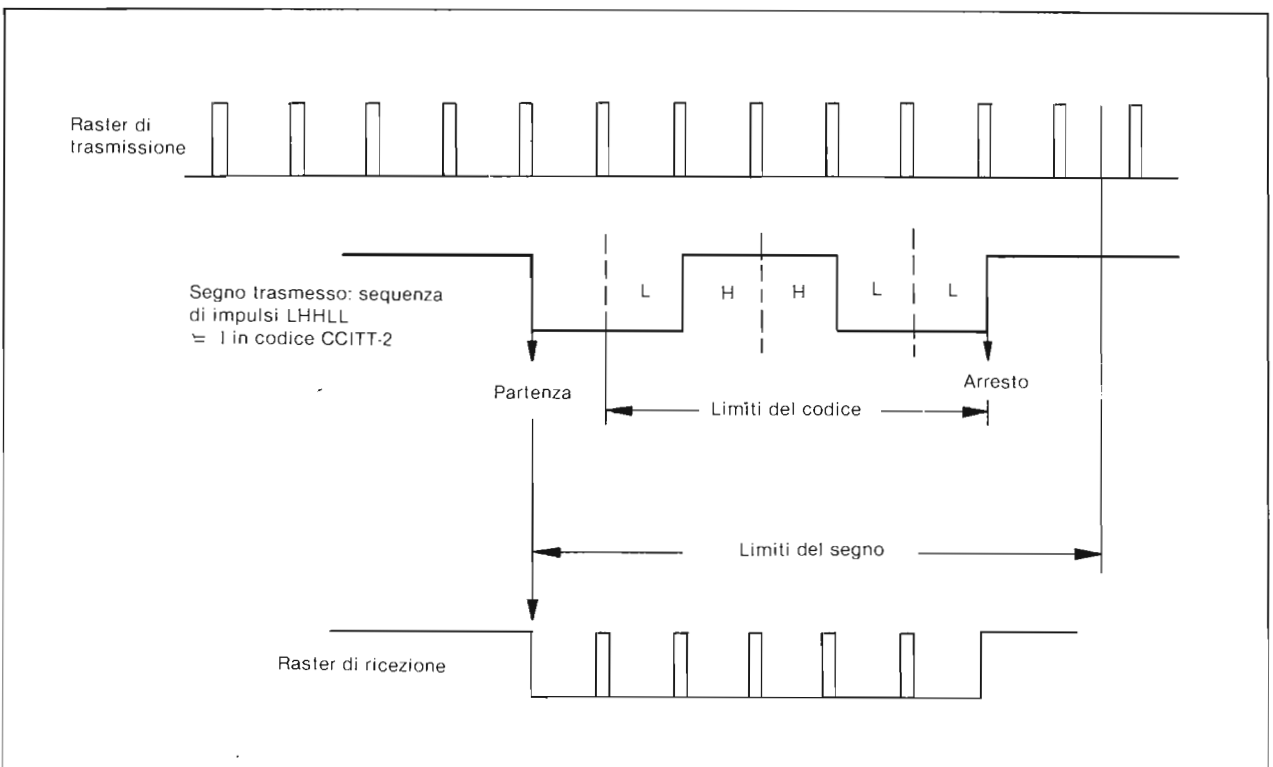 Raster di
trasmissione
L
H
H
L
L
Segno trasmesso: sequenza
di impulsi LHHLL
≒ I in codice CCITT-2
Partenza
Arresto
Limiti del codice
Limiti del segno
Raster di ricezione